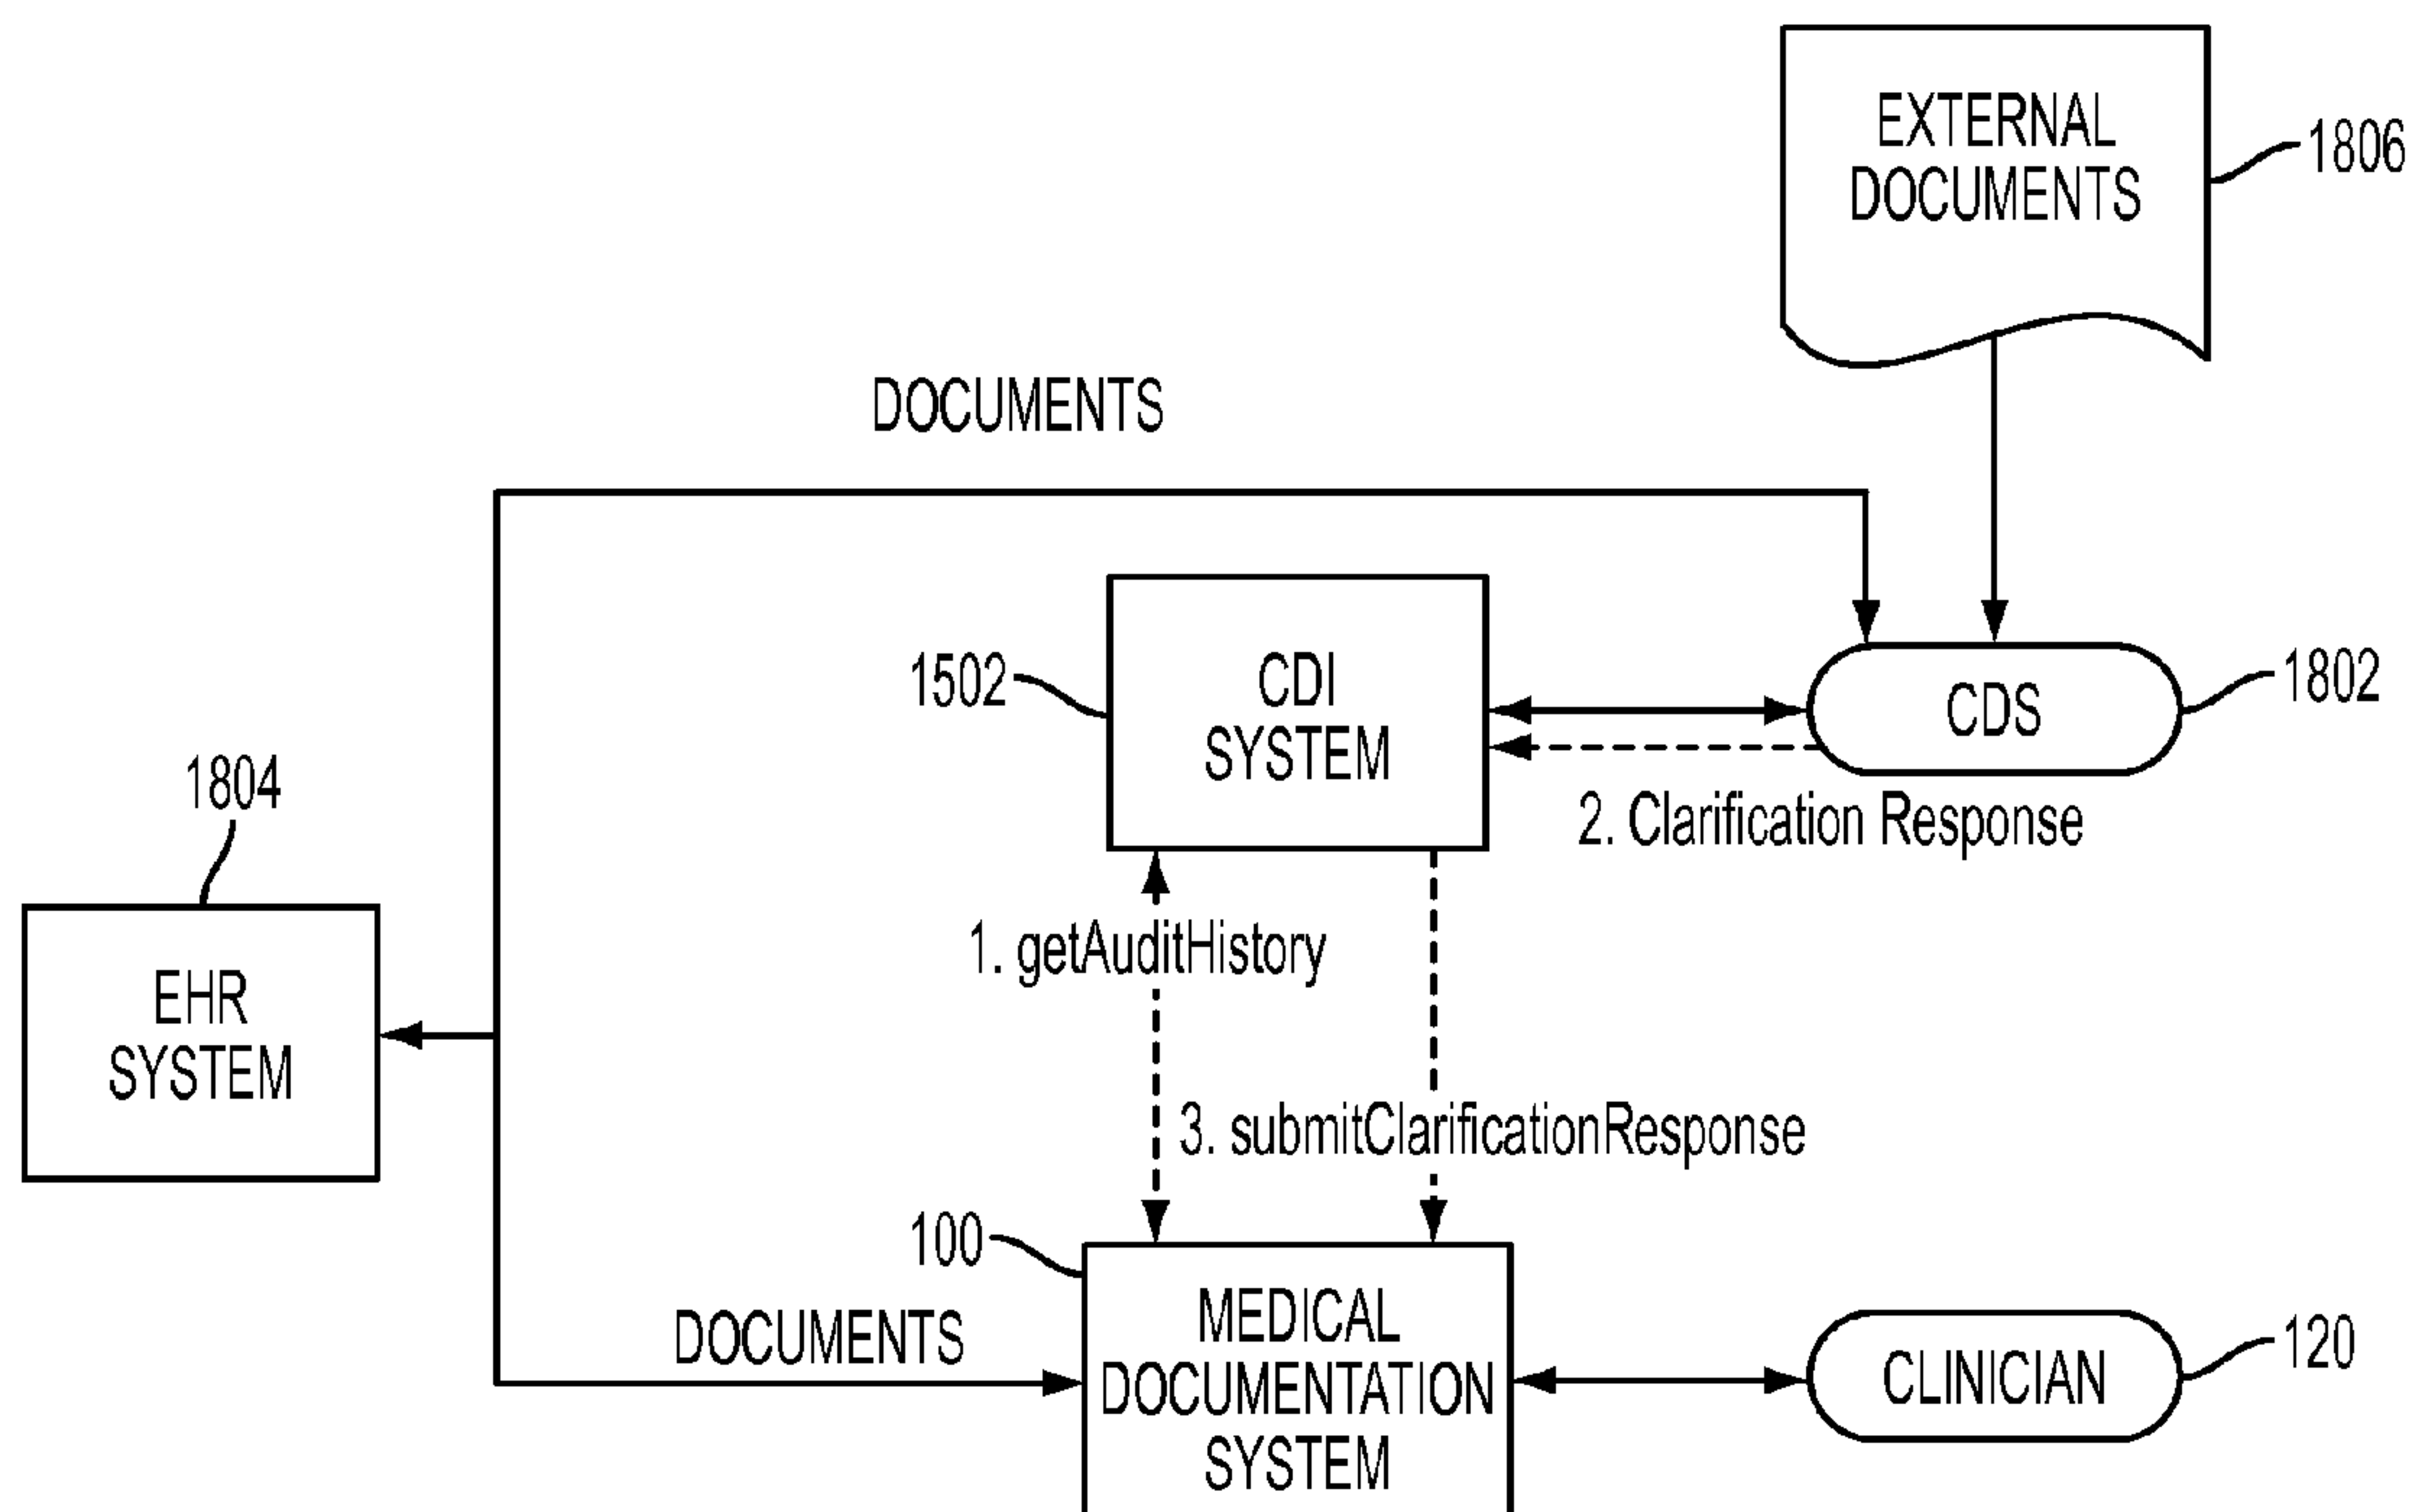 EXTERNAL
DOCUMENTS
1806
DOCUMENTS
1502
CDI
SYSTEM
CDS
1802
2. Clarification Response
1804
EHR
SYSTEM
1. getAuditHistory
3. submitClarificationResponse
100
DOCUMENTS
MEDICAL
DOCUMENTATION
SYSTEM
CLINICIAN
120